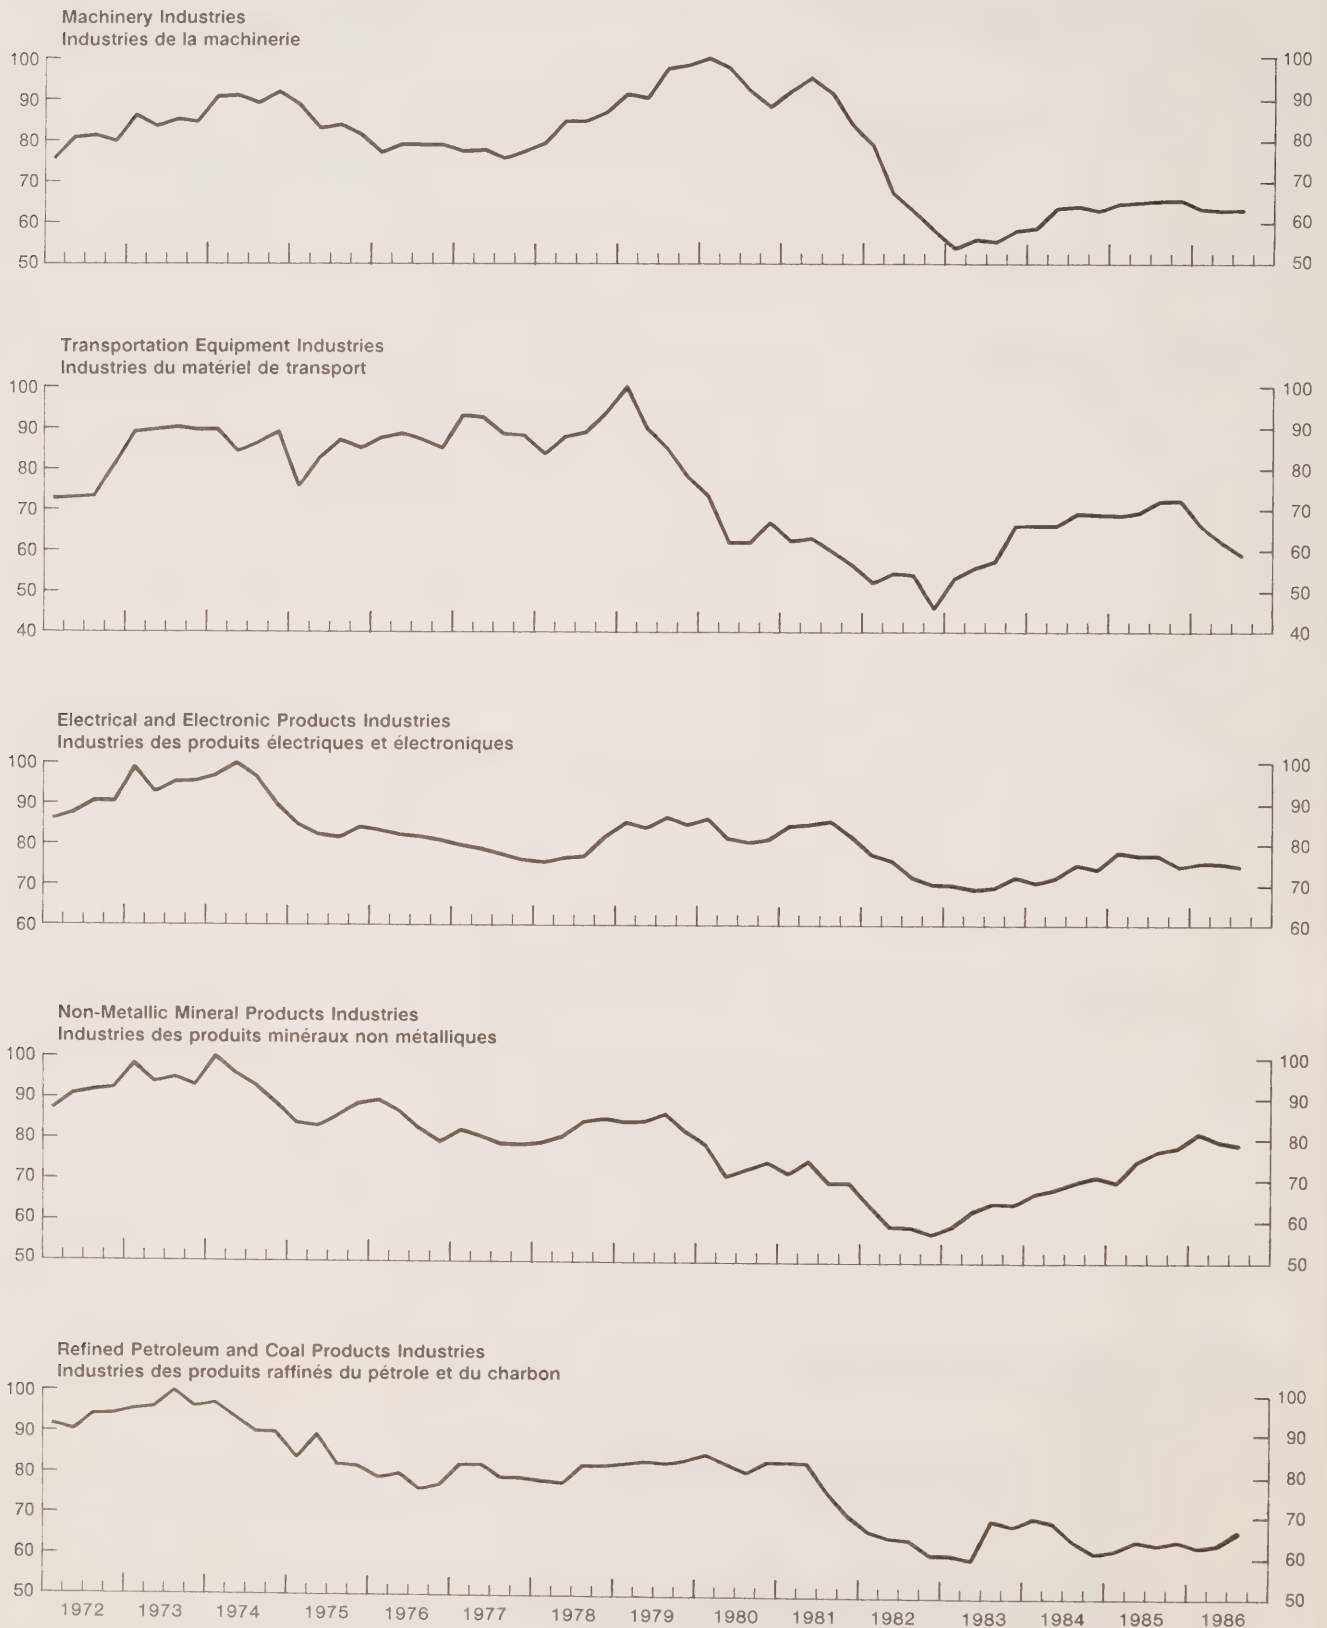 Machinery Industries
Industries de la machinerie
100 100
90 90
80 80
70 70
60 60
50 50
Transportation Equipment Industries
Industries du matériel de transport
100 100
90 90
80 80
70 70
60 60
50 50
40 40
Electrical and Electronic Products Industries
Industries des produits électriques et électroniques
100 100
90 90
80 80
70 70
60 60
Non-Metallic Mineral Products Industries
Industries des produits minéraux non métalliques
100 100
90 90
80 80
70 70
60 60
50 50
Refined Petroleum and Coal Products Industries
Industries des produits raffinés du pétrole et du charbon
100 100
90 90
80 80
70 70
60 60
50 50
1972 1973 1974 1975 1976 1977 1978 1979 1980 1981 1982 1983 1984 1985 1986